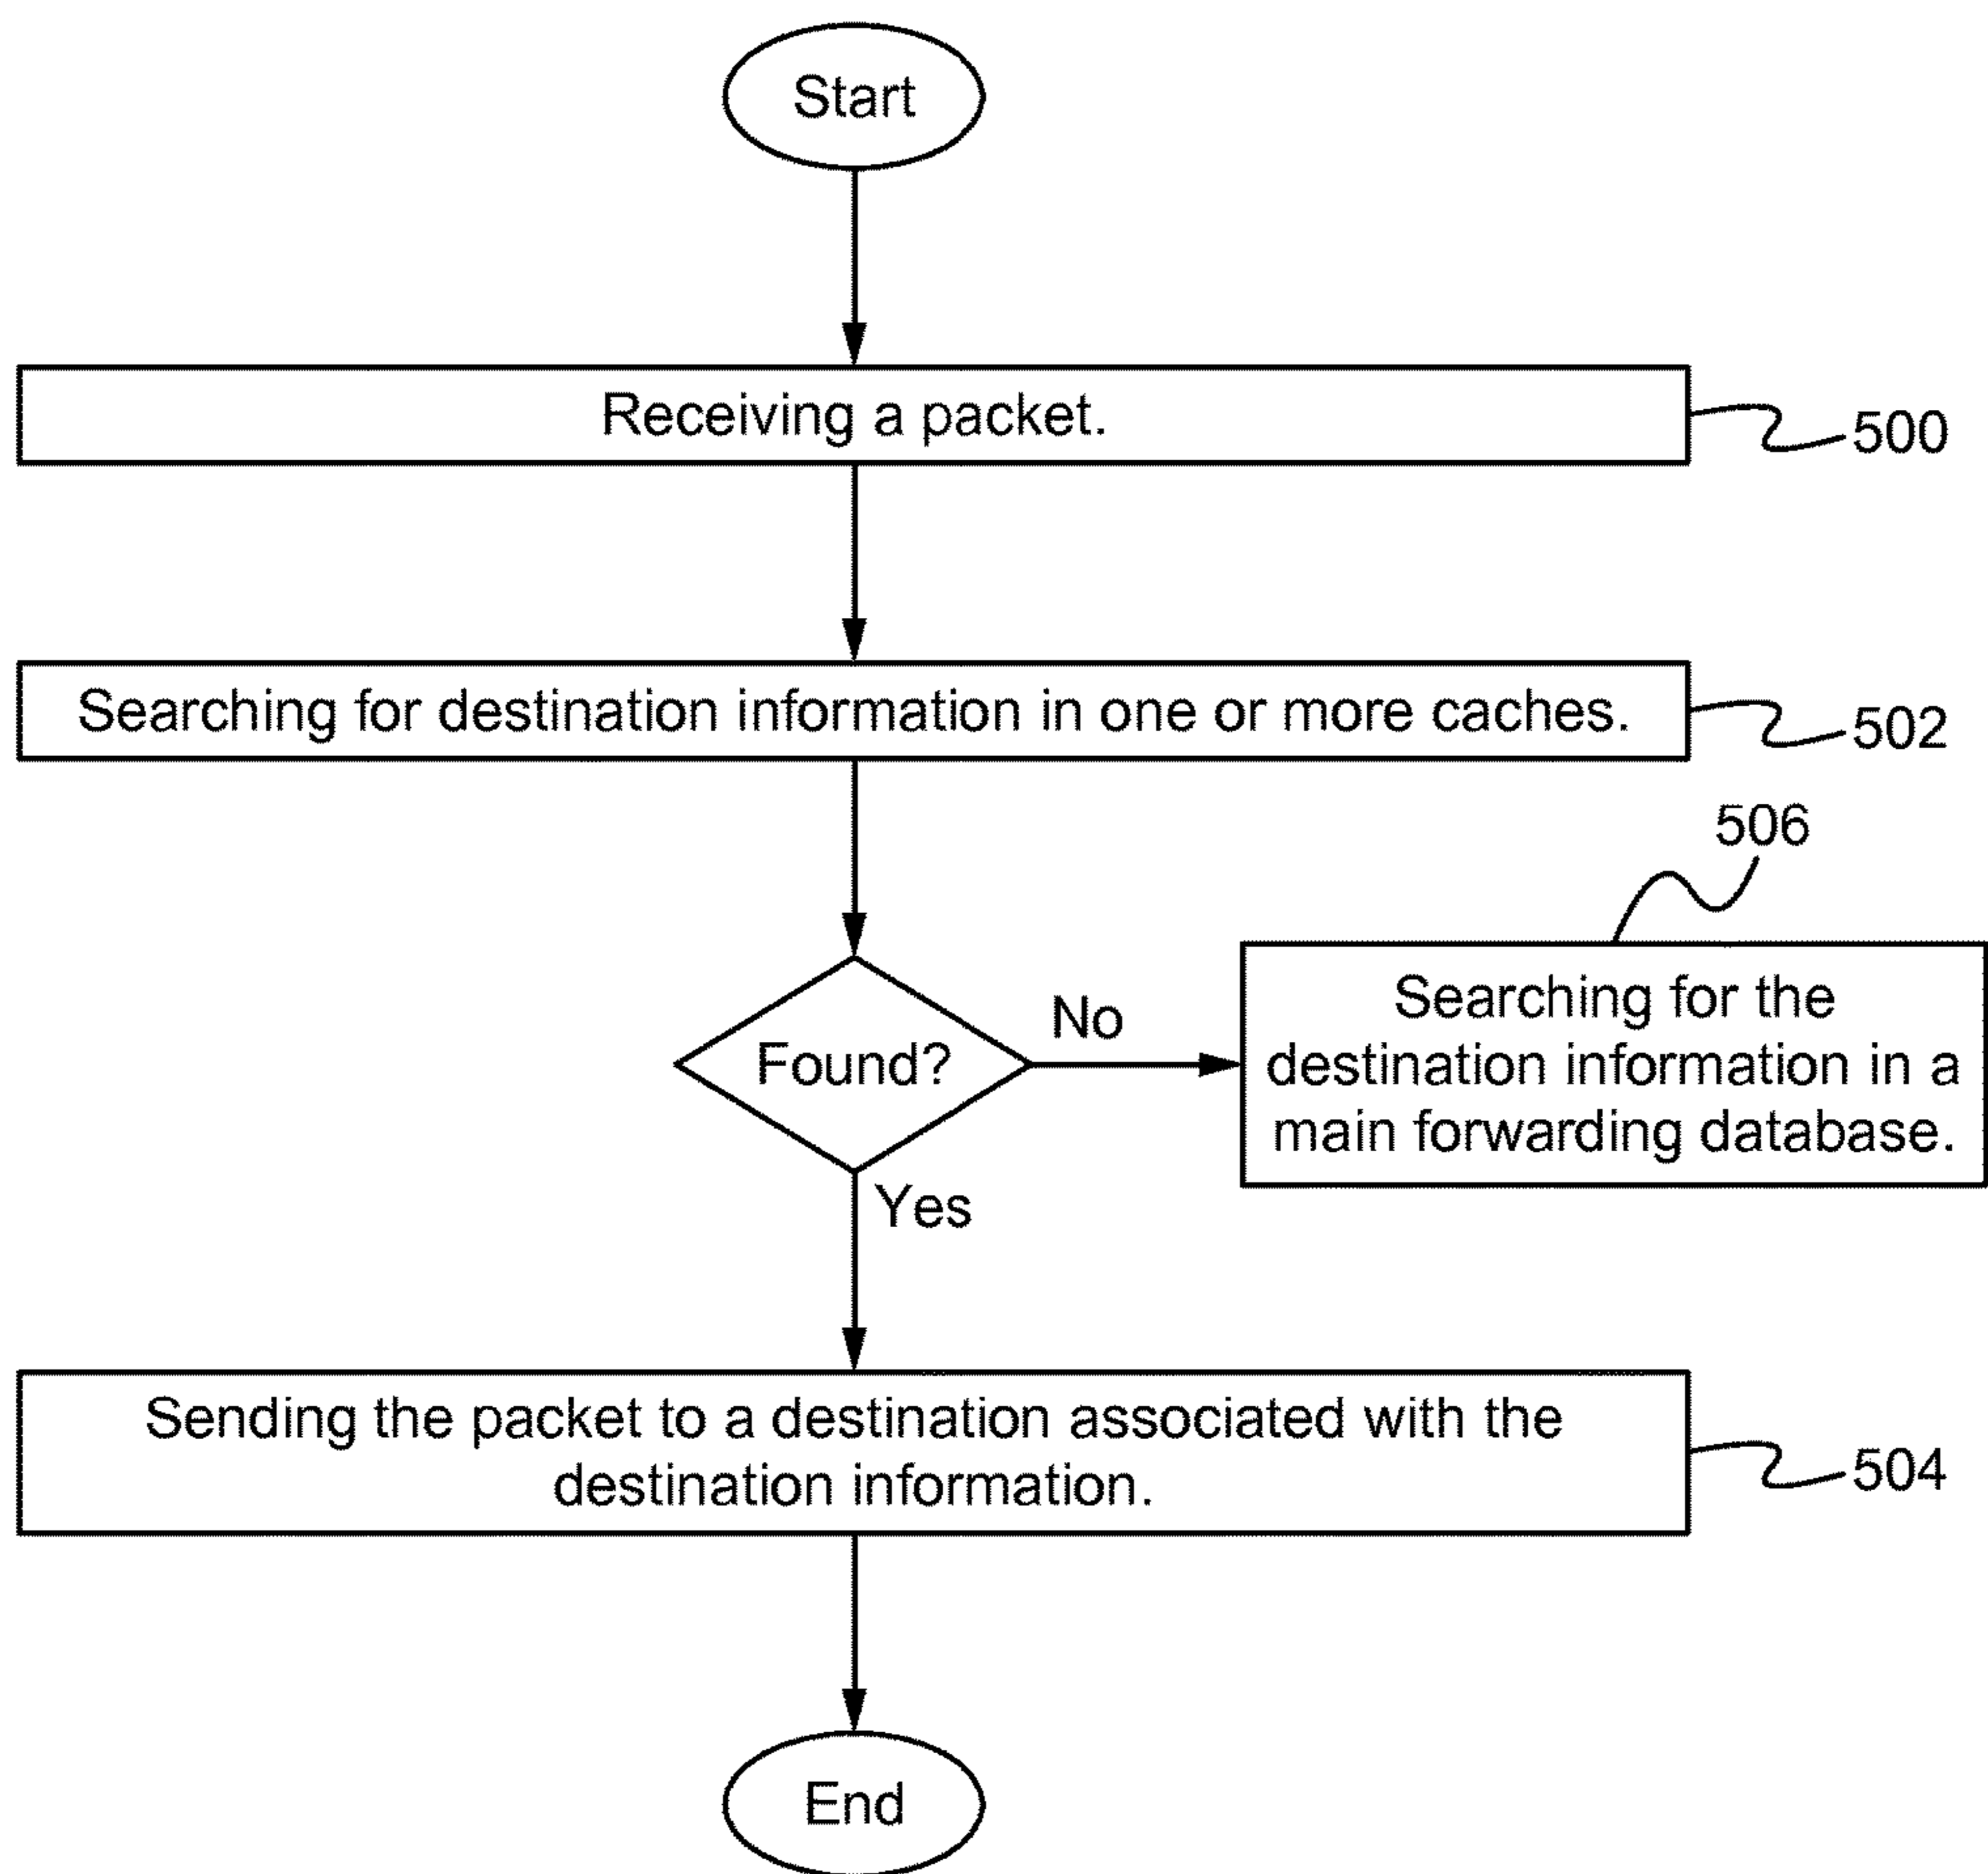 Start
Receiving a packet.
500
Searching for destination information in one or more caches.
502
506
Found?
No
Searching for the
destination information in a
main forwarding database.
Yes
Sending the packet to a destination associated with the
destination information.
504
End